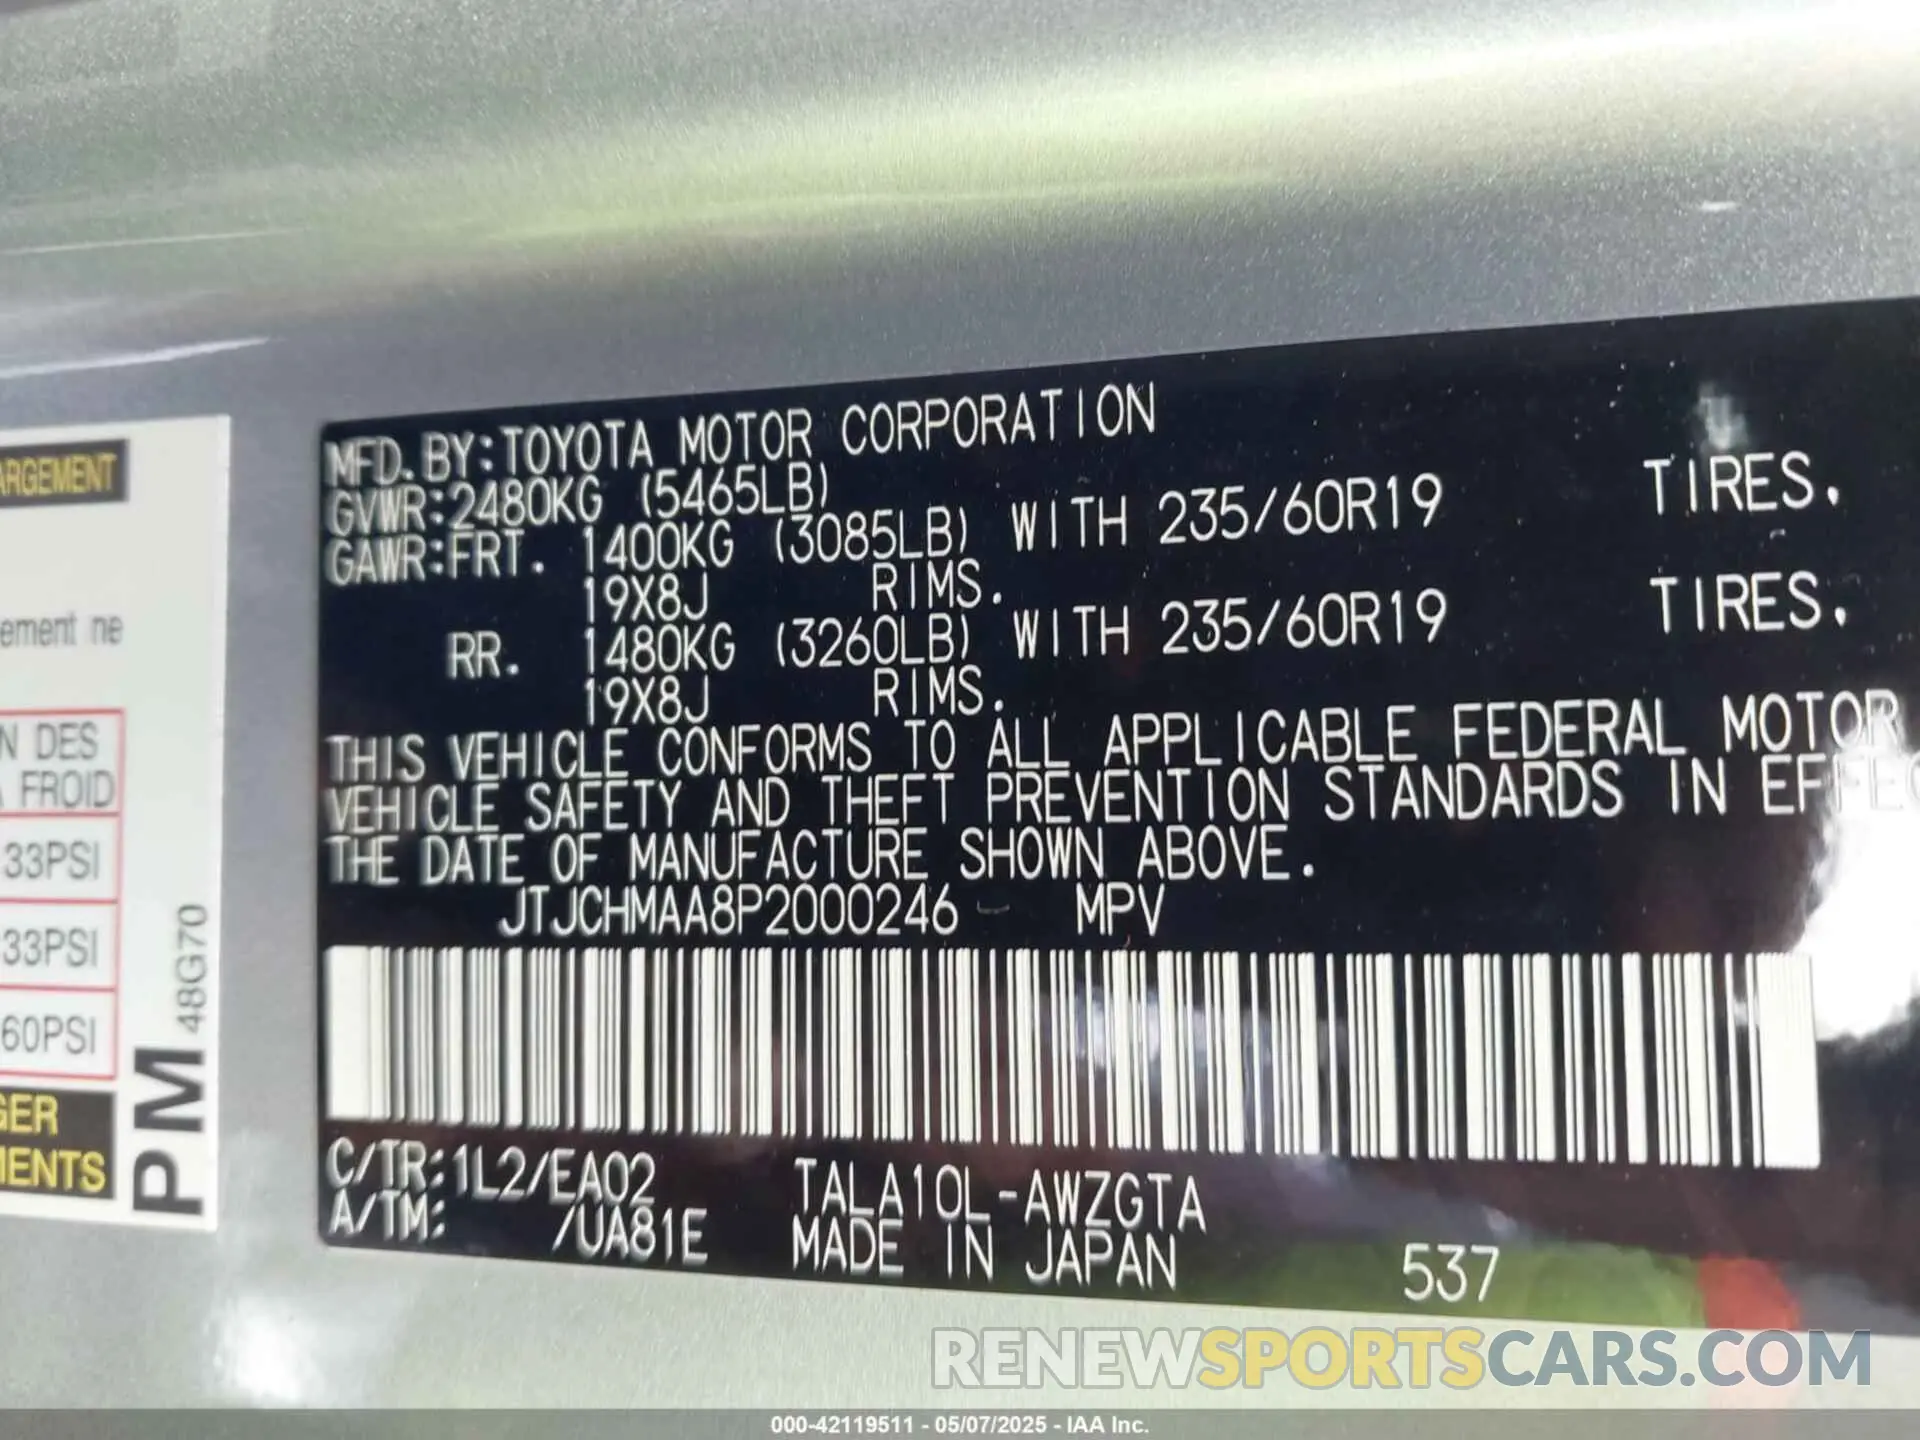 ARGEMENT
ement ne
N DES
A FROID
33PSI
33PSI
60PSI
GER
MENTS
PM 48G70
MFD. BY: TOYOTA MOTOR CORPORATION
GVWR: 2480KG (5465LB)
GAWR: FRT. 1400KG (3085LB) WITH 235/60R19 TIRES,
19X8J RIMS.
RR. 1480KG (3260LB) WITH 235/60R19 TIRES,
19X8J RIMS.
THIS VEHICLE CONFORMS TO ALL APPLICABLE FEDERAL MOTOR
VEHICLE SAFETY AND THEFT PREVENTION STANDARDS IN EFFEC
THE DATE OF MANUFACTURE SHOWN ABOVE.
JTJCHMAA8P2000246 MPV
C/TR: 1L2/EA02 TALA10L-AWZGTA
A/TM: /UA81E MADE IN JAPAN 537
RENEWSPORTSCARS.COM
000-42119511 - 05/07/2025 - IAA Inc.